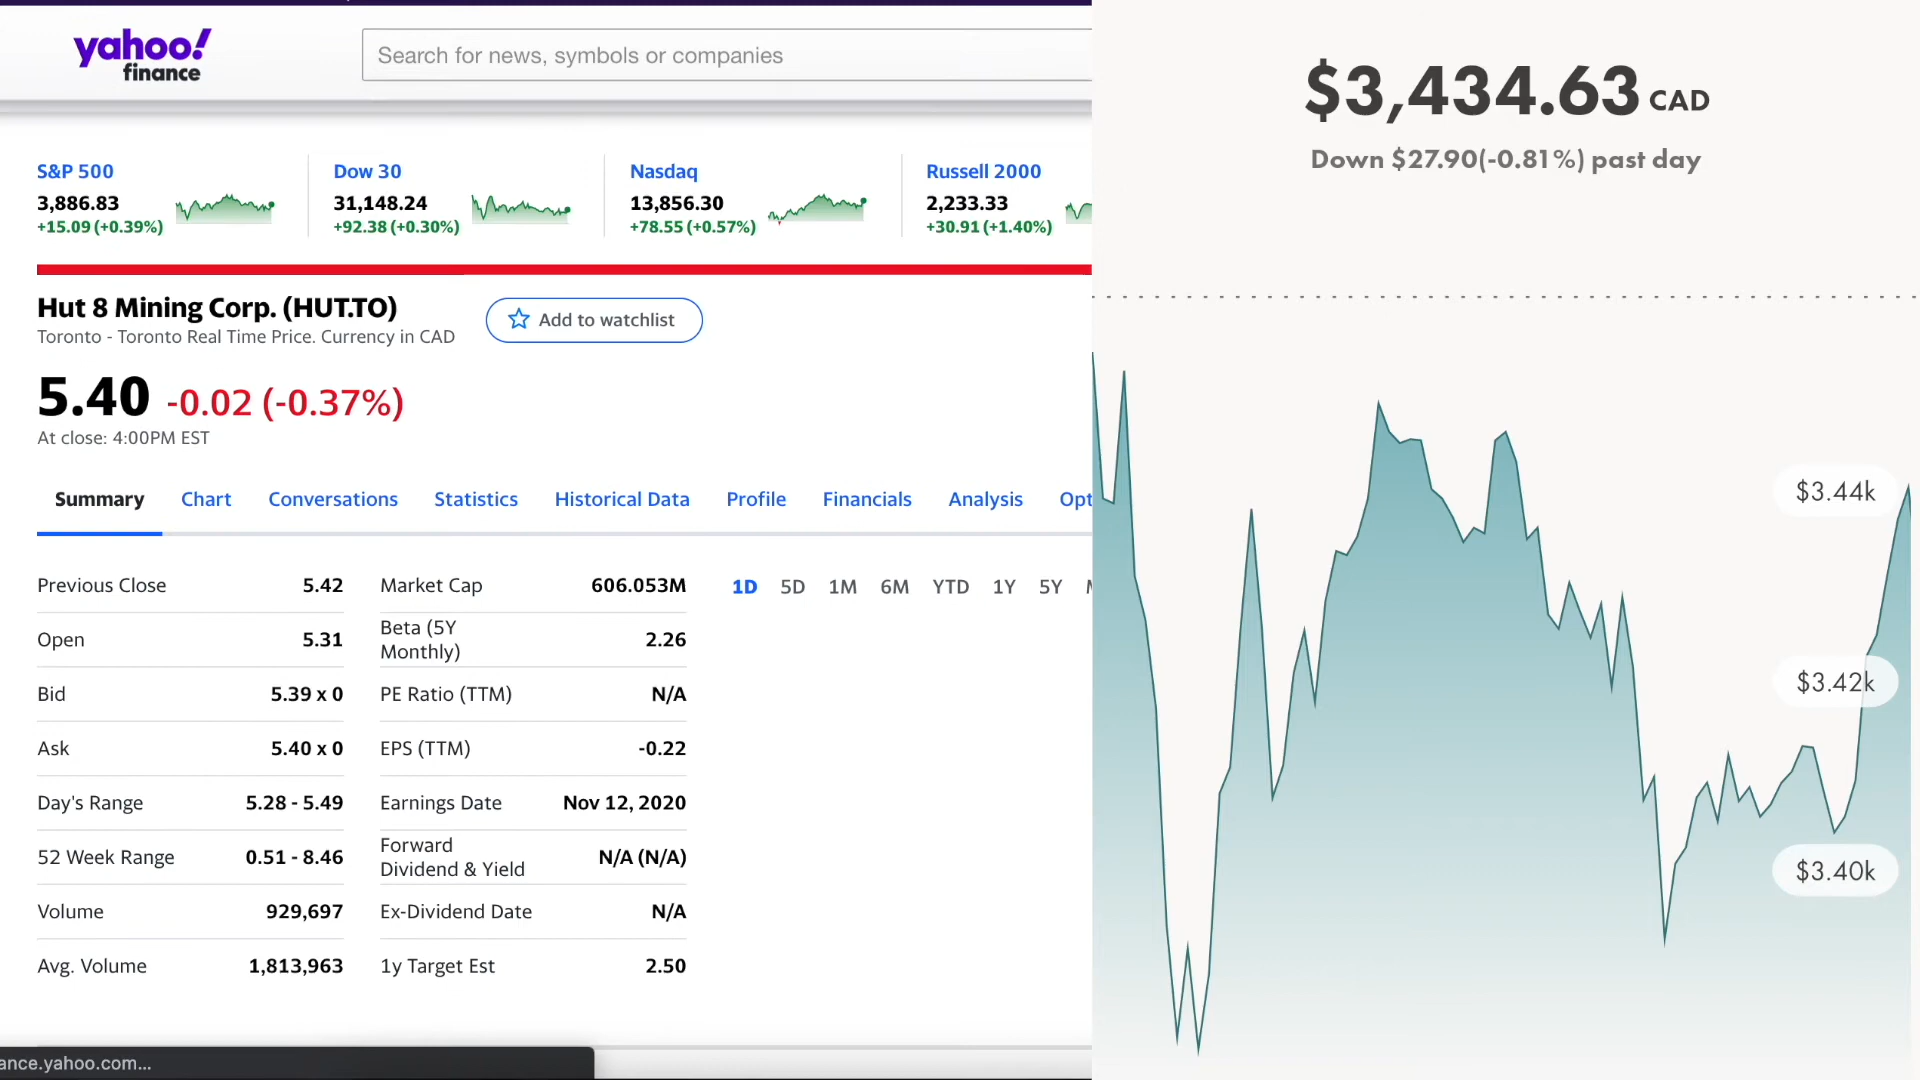 yahoo!
finance
Search for news, symbols or companies
S&P 500
3,886.83
+15.09 (+0.39%)
Dow 30
31,148.24
+92.38 (+0.30%)
Nasdaq
13,856.30
+78.55 (+0.57%)
Russell 2000
2,233.33
+30.91 (+1.40%)
Hut 8 Mining Corp. (HUT.TO)
Toronto - Toronto Real Time Price. Currency in CAD
Add to watchlist
5.40 -0.02 (-0.37%)
At close: 4:00PM EST
Summary Chart Conversations Statistics Historical Data Profile Financials Analysis Opt
Previous Close 5.42
Open 5.31
Bid 5.39 x 0
Ask 5.40 x 0
Day's Range 5.28 - 5.49
52 Week Range 0.51 - 8.46
Volume 929,697
Avg. Volume 1,813,963
Market Cap 606.053M
Beta (5Y
Monthly) 2.26
PE Ratio (TTM) N/A
EPS (TTM) -0.22
Earnings Date Nov 12, 2020
Forward
Dividend & Yield N/A (N/A)
Ex-Dividend Date N/A
1y Target Est 2.50
1D 5D 1M 6M YTD 1Y 5Y
ance.yahoo.com...
$3,434.63 CAD
Down $27.90(-0.81%) past day
$3.44k
$3.42k
$3.40k